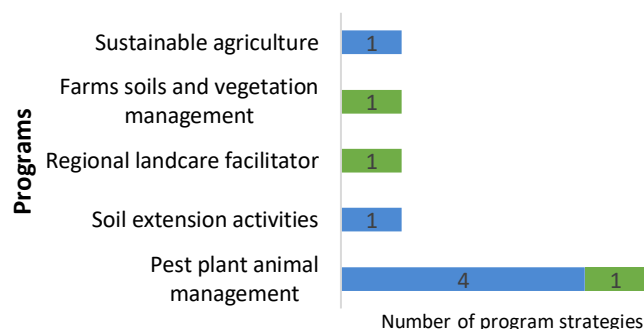 Programs
Sustainable agriculture
1
Farms soils and vegetation
management
1
Regional landcare facilitator
1
Soil extension activities
1
Pest plant animal
management
4 1
Number of program strategies